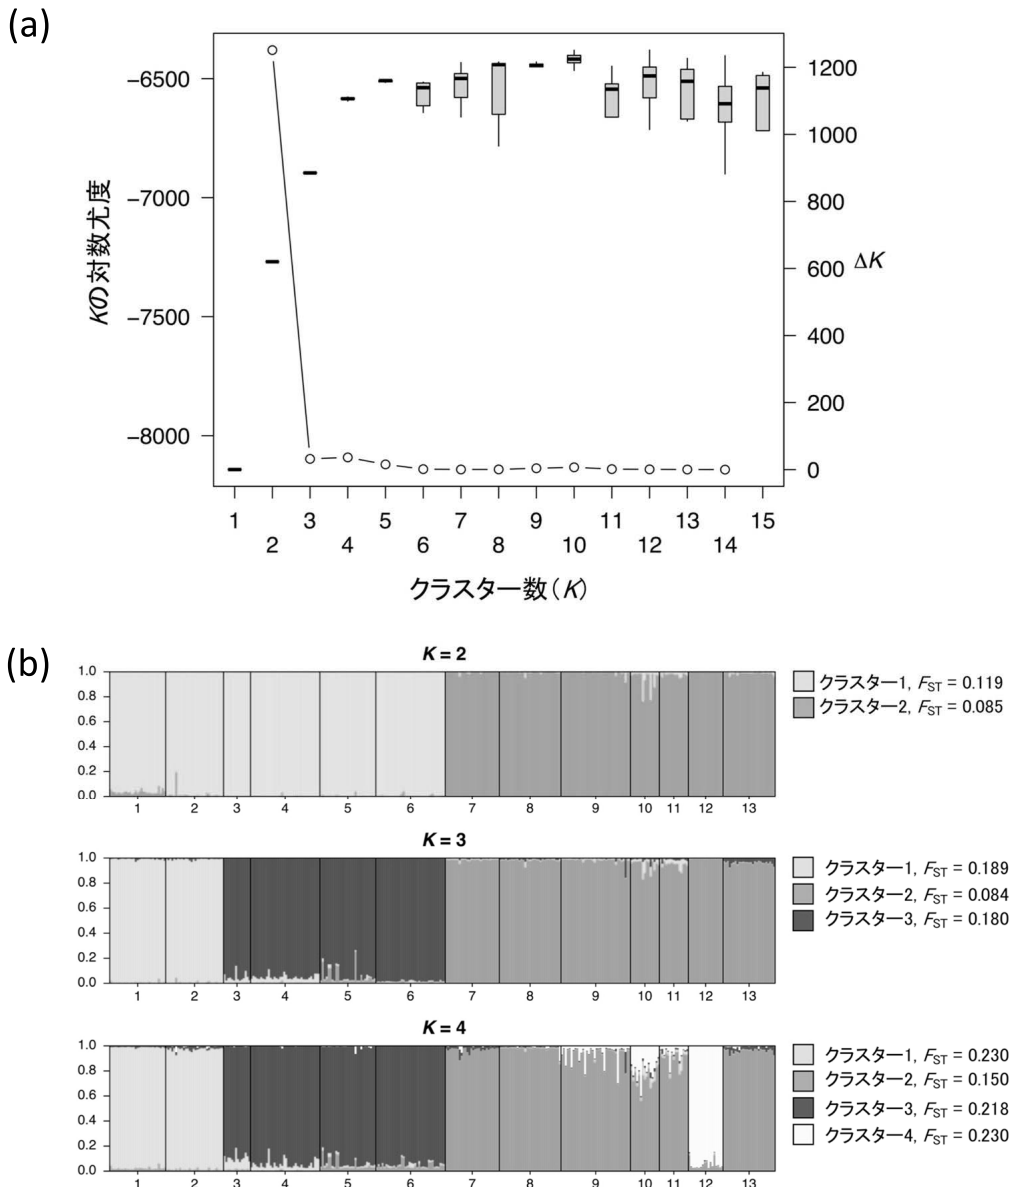 (a)
−6500
−7000
−7500
−8000
Kの対数尤度
1200
1000
800
600
400
200
0
ΔK
1 3 5 7 9 11 13 15
2 4 6 8 10 12 14
クラスター数(K)
(b)
K = 2
1.0
0.8
0.6
0.4
0.2
0.0
1 2 3 4 5 6 7 8 9 10 11 12 13
クラスター1, FST = 0.119
クラスター2, FST = 0.085
K = 3
1.0
0.8
0.6
0.4
0.2
0.0
1 2 3 4 5 6 7 8 9 10 11 12 13
クラスター1, FST = 0.189
クラスター2, FST = 0.084
クラスター3, FST = 0.180
K = 4
1.0
0.8
0.6
0.4
0.2
0.0
1 2 3 4 5 6 7 8 9 10 11 12 13
クラスター1, FST = 0.230
クラスター2, FST = 0.150
クラスター3, FST = 0.218
クラスター4, FST = 0.230